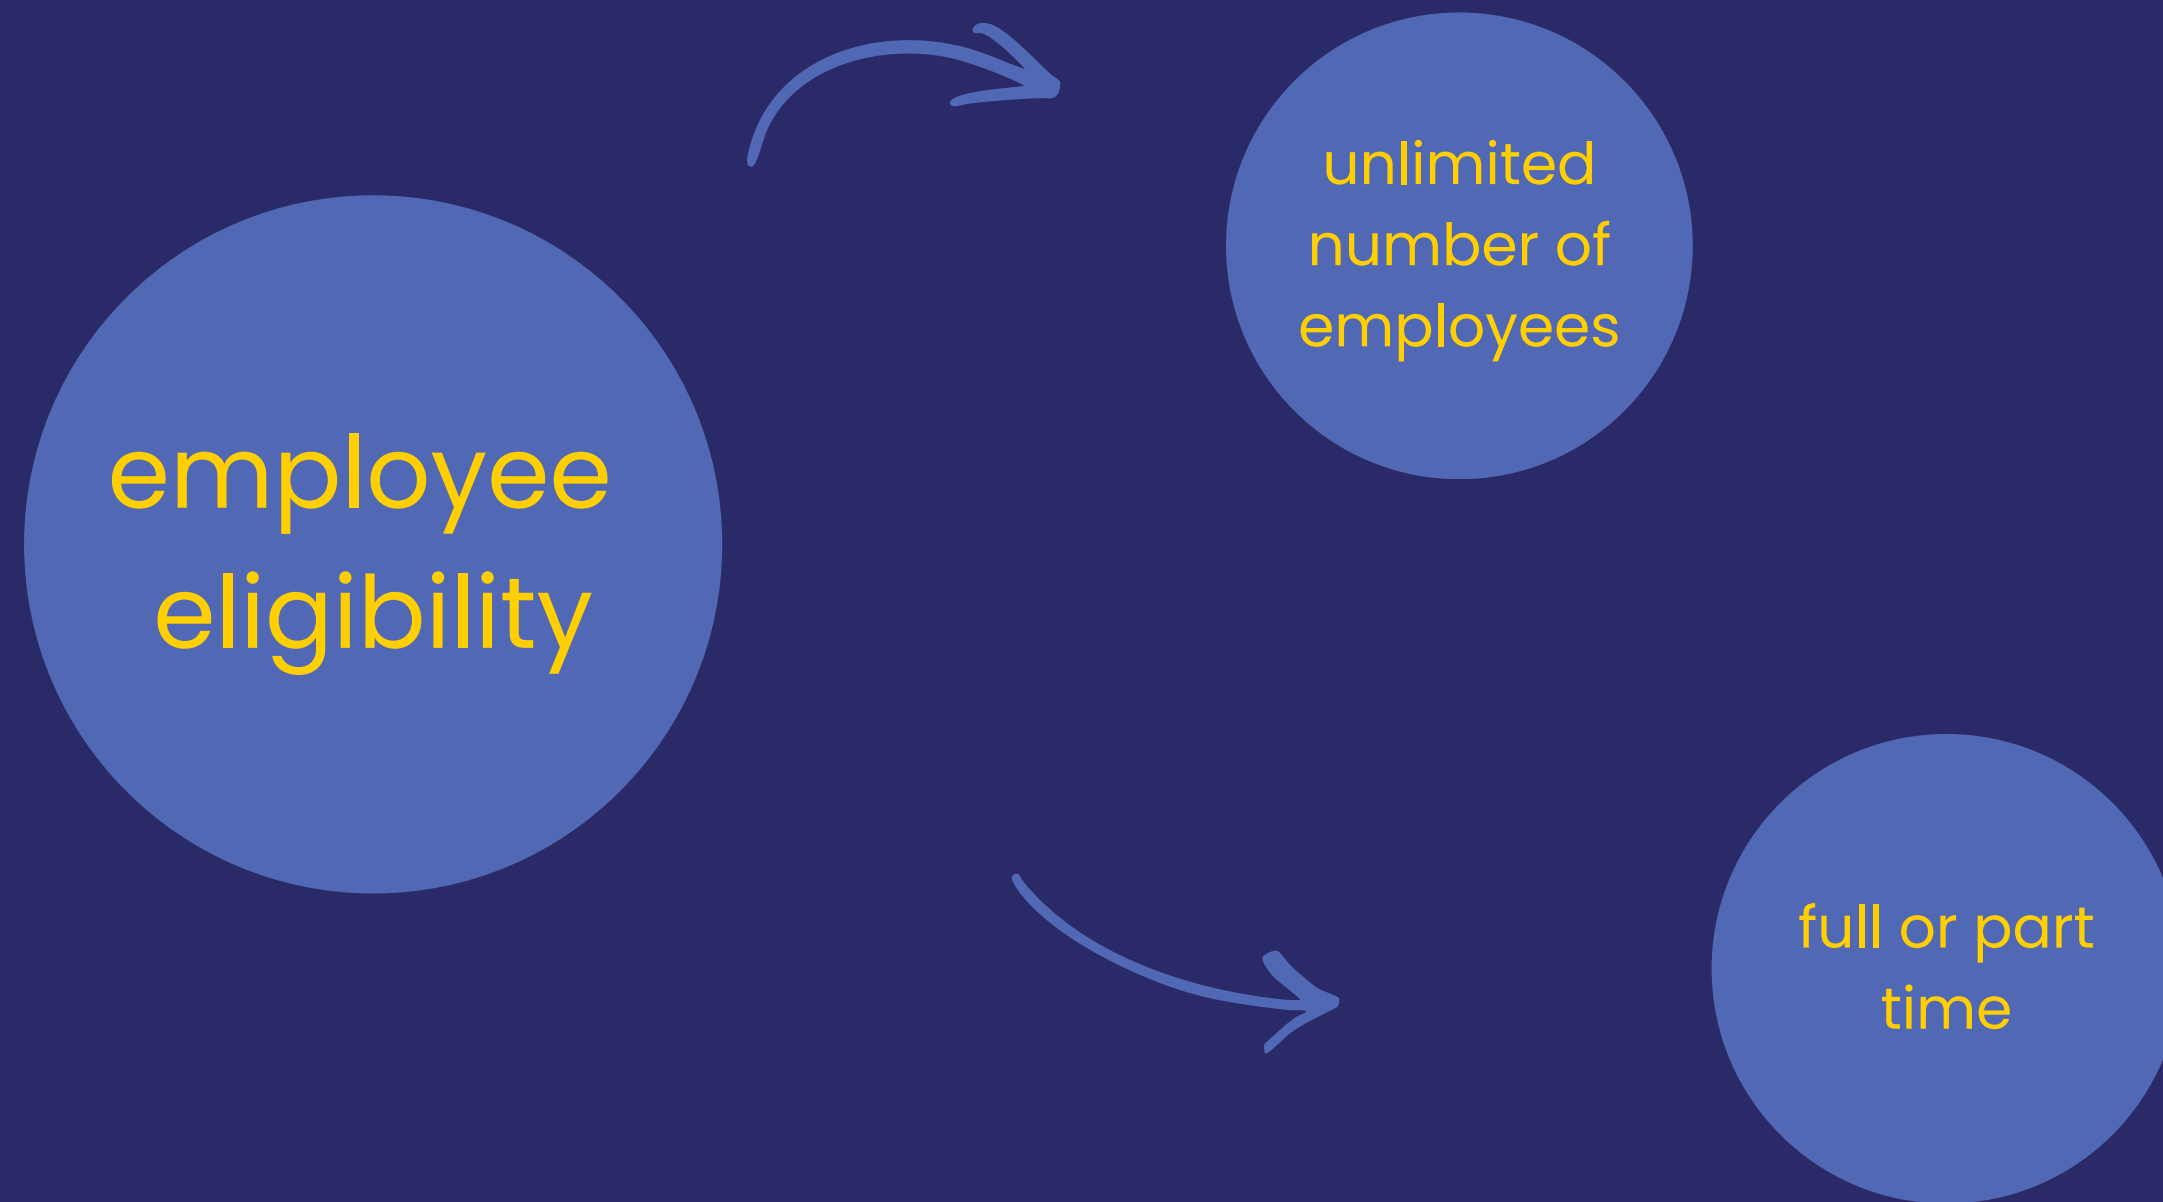 employee
eligibility
unlimited
number of
employees
full or part
time